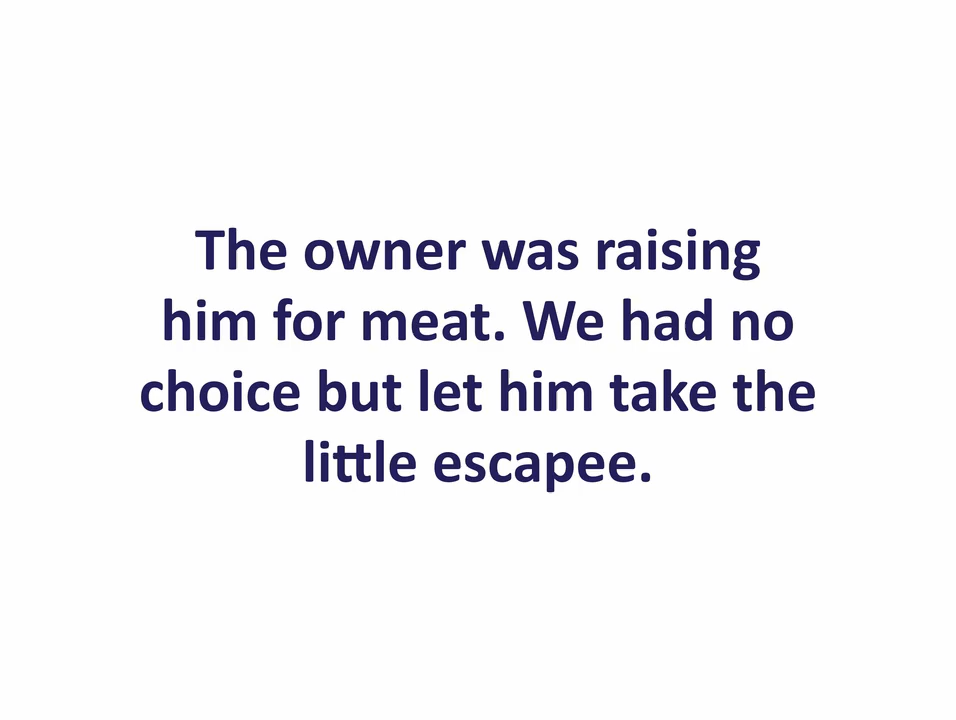 The owner was raising
him for meat. We had no
choice but let him take the
little escapee.